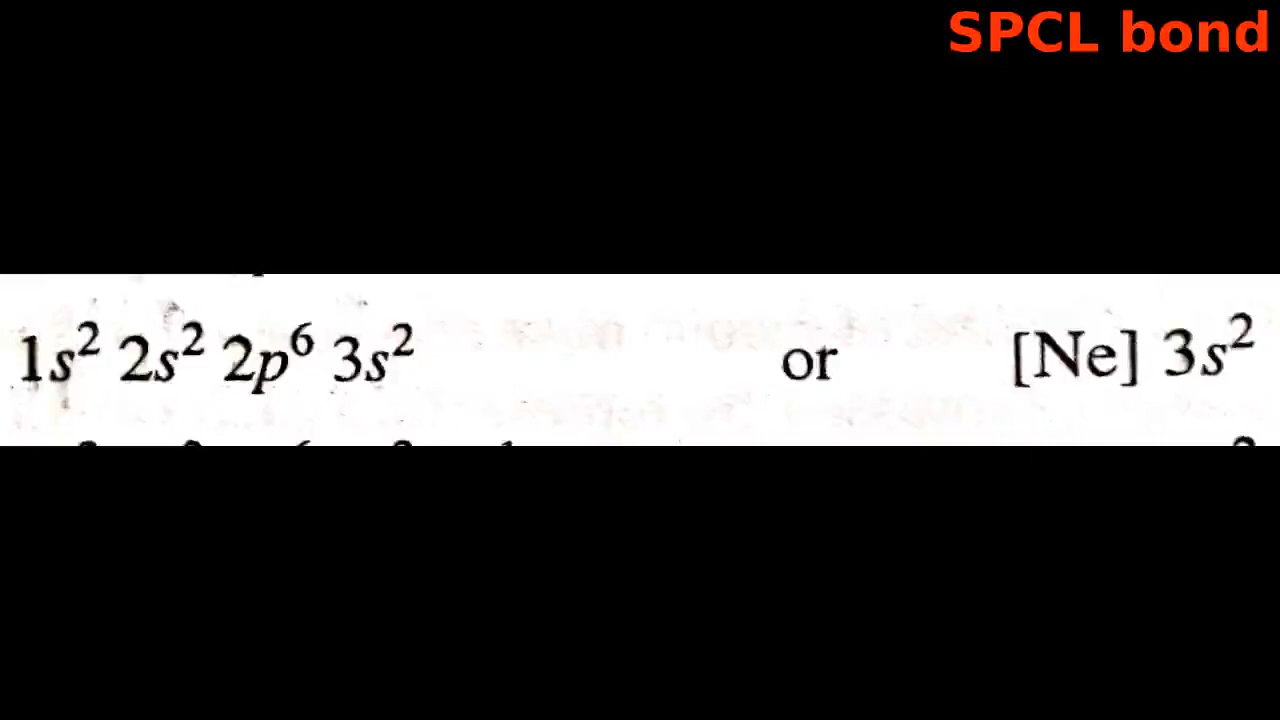 SPCL bond
1s² 2s² 2p⁶ 3s² or [Ne] 3s²